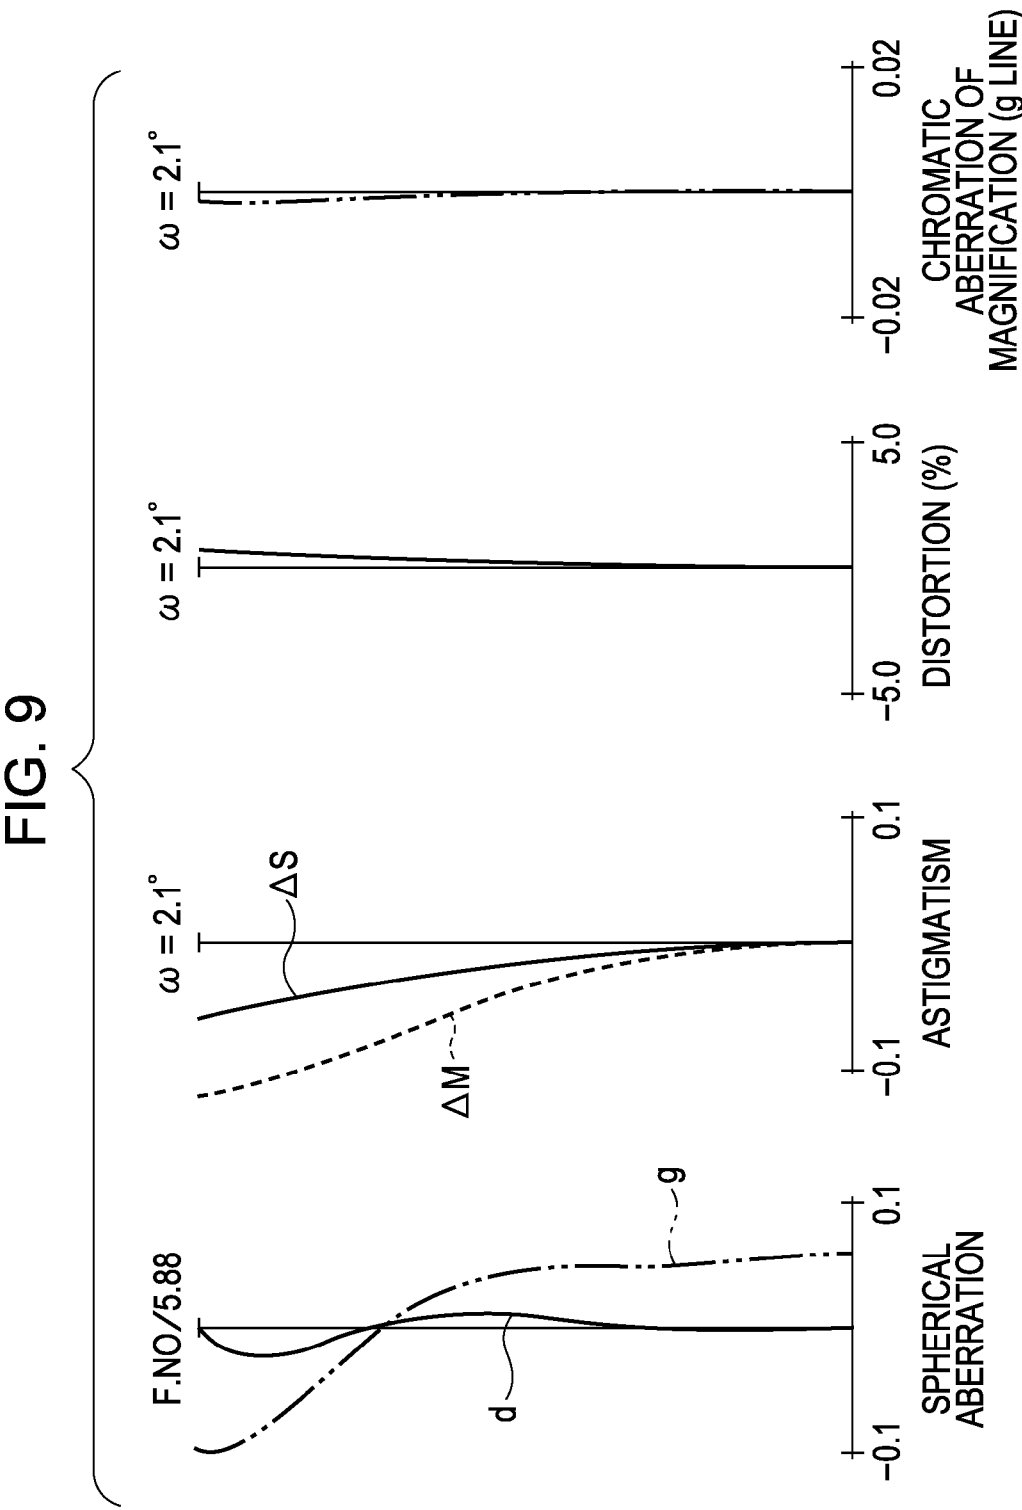 FIG. 9
F.NO/5.88
d
g
–0.1
0.1
SPHERICAL
ABERRATION
ω = 2.1°
ΔS
ΔM
–0.1
0.1
ASTIGMATISM
ω = 2.1°
–5.0
5.0
DISTORTION (%)
ω = 2.1°
–0.02
0.02
CHROMATIC
ABERRATION OF
MAGNIFICATION (g LINE)